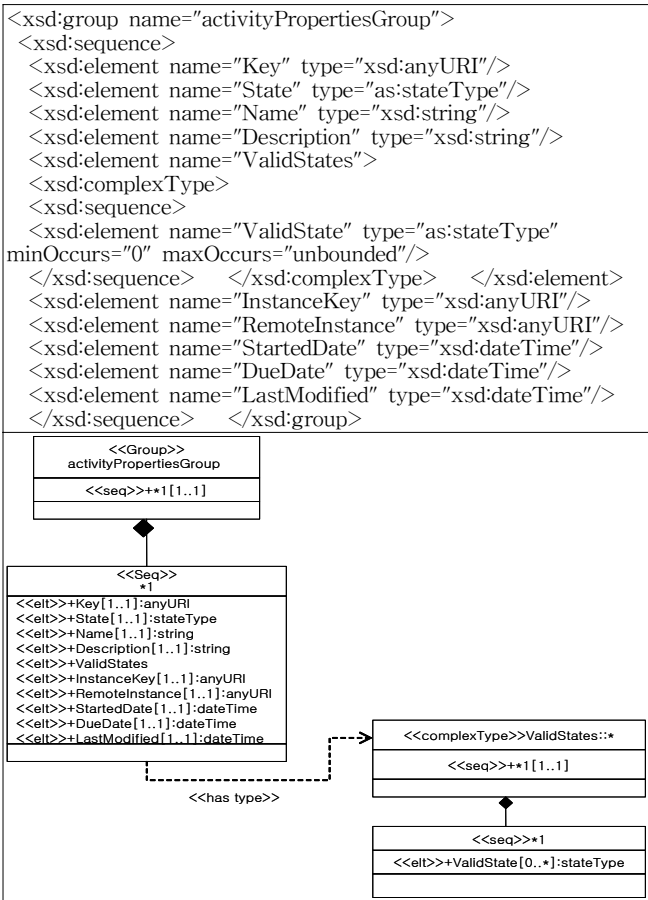 <xsd:group name="activityPropertiesGroup">
<xsd:sequence>
<xsd:element name="Key" type="xsd:anyURI"/>
<xsd:element name="State" type="as:stateType"/>
<xsd:element name="Name" type="xsd:string"/>
<xsd:element name="Description" type="xsd:string"/>
<xsd:element name="ValidStates">
<xsd:complexType>
<xsd:sequence>
<xsd:element name="ValidState" type="as:stateType"
minOccurs="0" maxOccurs="unbounded"/>
</xsd:sequence> </xsd:complexType> </xsd:element>
<xsd:element name="InstanceKey" type="xsd:anyURI"/>
<xsd:element name="RemoteInstance" type="xsd:anyURI"/>
<xsd:element name="StartedDate" type="xsd:dateTime"/>
<xsd:element name="DueDate" type="xsd:dateTime"/>
<xsd:element name="LastModified" type="xsd:dateTime"/>
</xsd:sequence> </xsd:group>
<<Group>>
activityPropertiesGroup
<<seq>>+*1[1..1]
<<Seq>>
*1
<<elt>>+Key[1..1]:anyURI
<<elt>>+State[1..1]:stateType
<<elt>>+Name[1..1]:string
<<elt>>+Description[1..1]:string
<<elt>>+ValidStates
<<elt>>+InstanceKey[1..1]:anyURI
<<elt>>+RemoteInstance[1..1]:anyURI
<<elt>>+StartedDate[1..1]:dateTime
<<elt>>+DueDate[1..1]:dateTime
<<elt>>+LastModified[1..1]:dateTime
<<has type>>
<<complexType>>ValidStates::*
<<seq>>+*1[1..1]
<<seq>>*1
<<elt>>+ValidState[0..*]:stateType